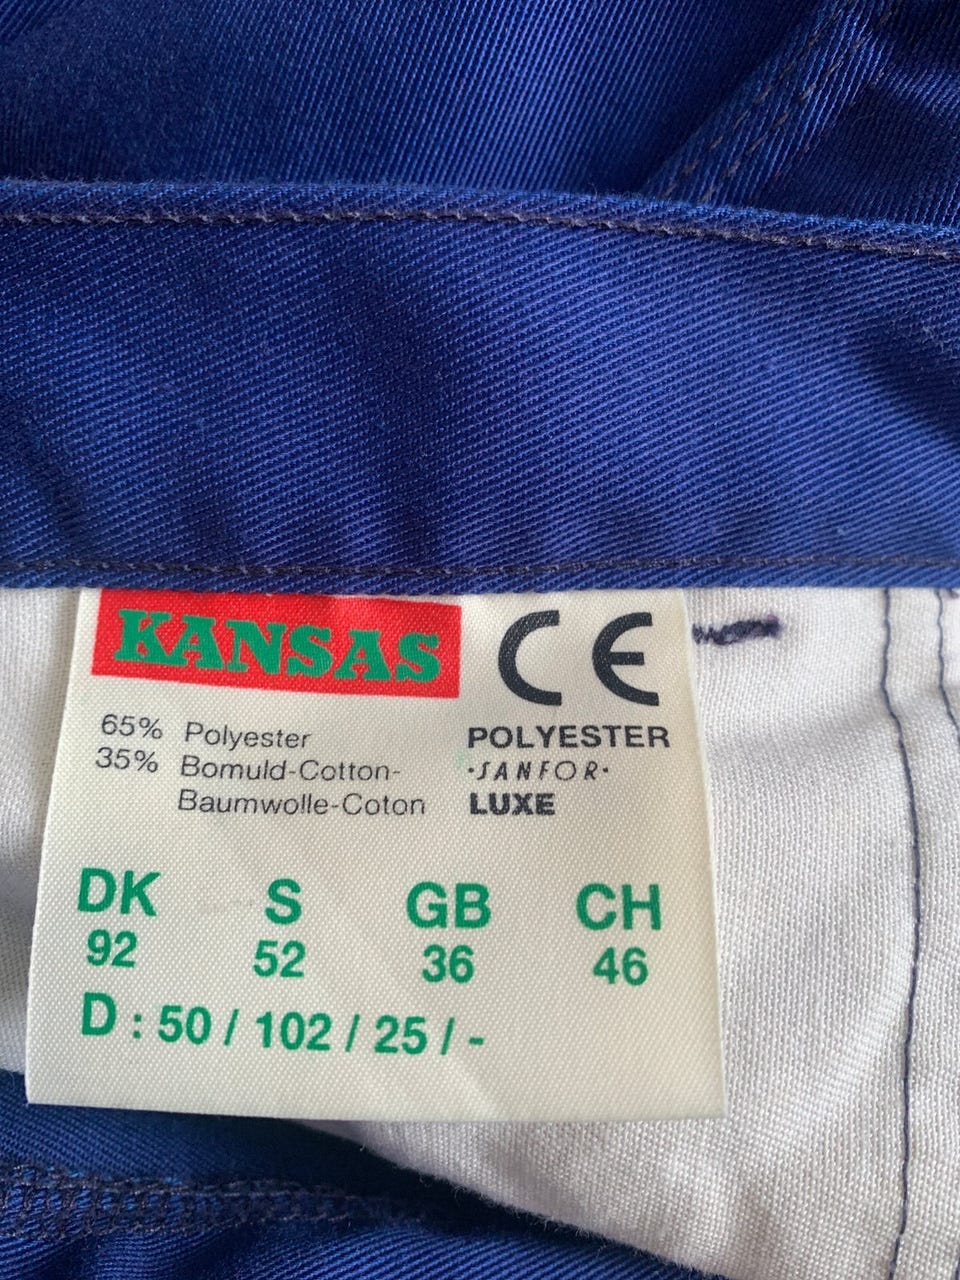 KANSAS
CE
65% Polyester
35% Bomuld-Cotton-
Baumwolle-Coton
POLYESTER
·SANFOR·
LUXE
DK S GB CH
92 52 36 46
D : 50 / 102 / 25 / -